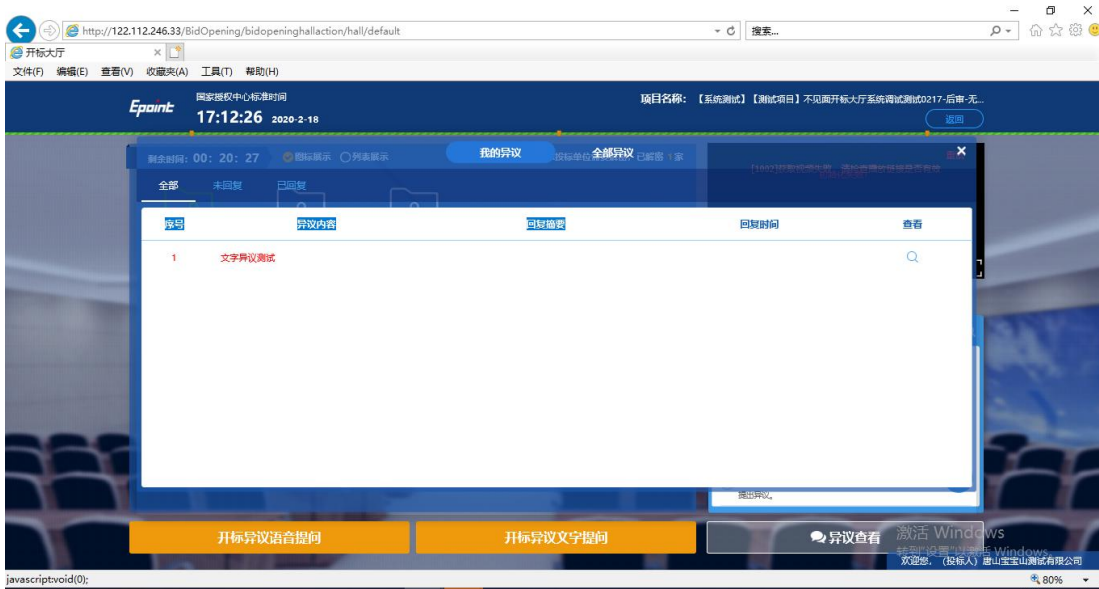 http://122.112.246.33/BidOpening/bidopeninghallaction/hall/default
搜索...
开标大厅
文件(F) 编辑(E) 查看(V) 收藏夹(A) 工具(T) 帮助(H)
Epoint
国家授权中心标准时间
17:12:26 2020-2-18
项目名称: 【系统测试】【测试项目】不见面开标大厅系统调试测试0217-后审-无...
返回
剩余时间: 00: 20: 27 图标展示 列表展示
我的异议 全部异议
已解密 1 家
全部 未回复 已回复
序号 异议内容 回复摘要 回复时间 查看
1 文字异议测试
提出异议。
开标异议语音提问 开标异议文字提问 异议查看
激活 Windows
转到"设置"以激活 Windows。
欢迎您, (投标人) 唐山宝宝山测试有限公司
javascript:void(0);
80%